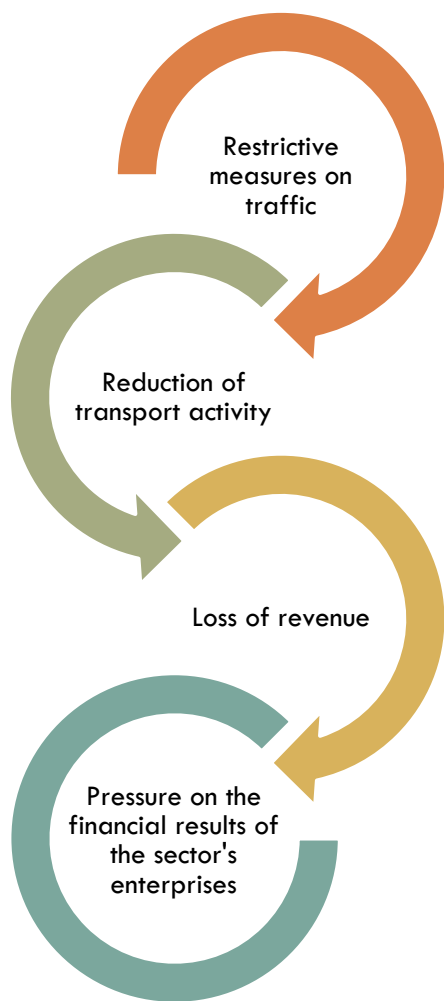 Restrictive
measures on
traffic
Reduction of
transport activity
Loss of revenue
Pressure on the
financial results of
the sector's
enterprises